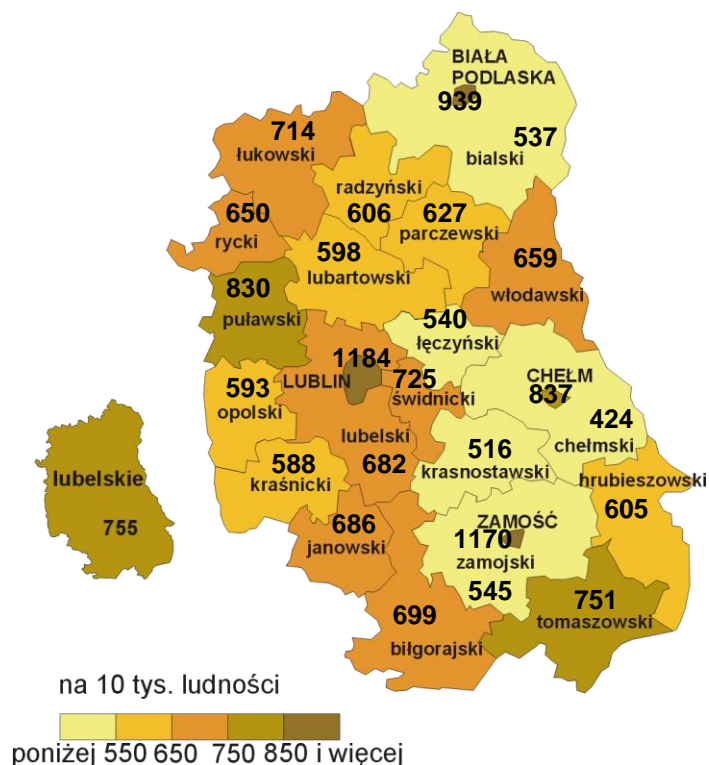 BIAŁA
PODLASKA
939
537
bialski
714
łukowski
radzyński
606
627
parczewski
650
rycki
598
lubartowski
659
włodawski
830
puławski
540
łęczyński
1184
LUBLIN
725
świdnicki
CHEŁM
837
424
chełmski
593
opolski
lubelski
682
516
krasnostawski
588
kraśnicki
hrubieszowski
605
lubelskie
755
686
janowski
ZAMOŚĆ
1170
zamojski
545
751
tomaszowski
699
biłgorajski
na 10 tys. ludności
poniżej 550 650 750 850 i więcej